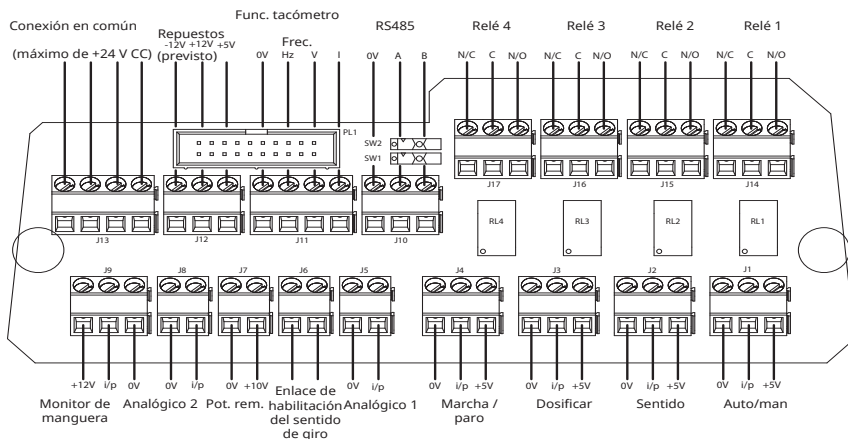 Conexión en común
(máximo de +24 V CC)
Repuestos
-12V +12V +5V
(previsto)
Func. tacómetro
Frec.
0V Hz V I
RS485
0V A B
Relé 4
N/C C N/O
Relé 3
N/C C N/O
Relé 2
N/C C N/O
Relé 1
N/C C N/O
PL1
SW2
SW1
J17 J16 J15 J14
J13 J12 J11 J10
RL4 RL3 RL2 RL1
J9 J8 J7 J6 J5 J4 J3 J2 J1
+12V i/p 0V
Monitor de
manguera
0V i/p
Analógico 2
0V +10V
Pot. rem.
Enlace de
habilitación
del sentido
de giro
0V i/p
Analógico 1
0V i/p +5V
Marcha /
paro
0V i/p +5V
Dosificar
0V i/p +5V
Sentido
0V i/p +5V
Auto/man